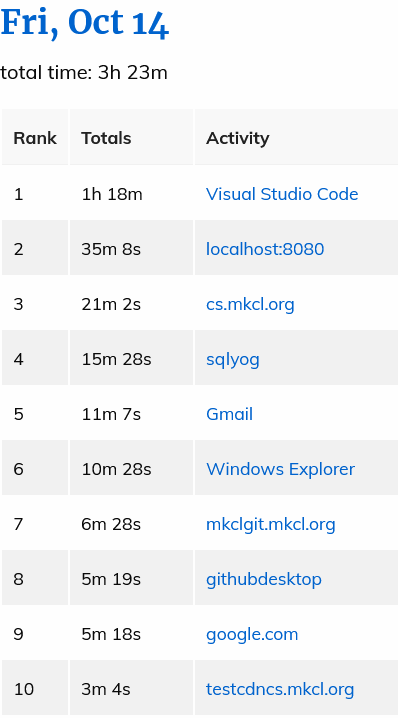 Fri, Oct 14
total time: 3h 23m
Rank Totals Activity
1 1h 18m Visual Studio Code
2 35m 8s localhost:8080
3 21m 2s cs.mkcl.org
4 15m 28s sqlyog
5 11m 7s Gmail
6 10m 28s Windows Explorer
7 6m 28s mkclgit.mkcl.org
8 5m 19s githubdesktop
9 5m 18s google.com
10 3m 4s testcdncs.mkcl.org